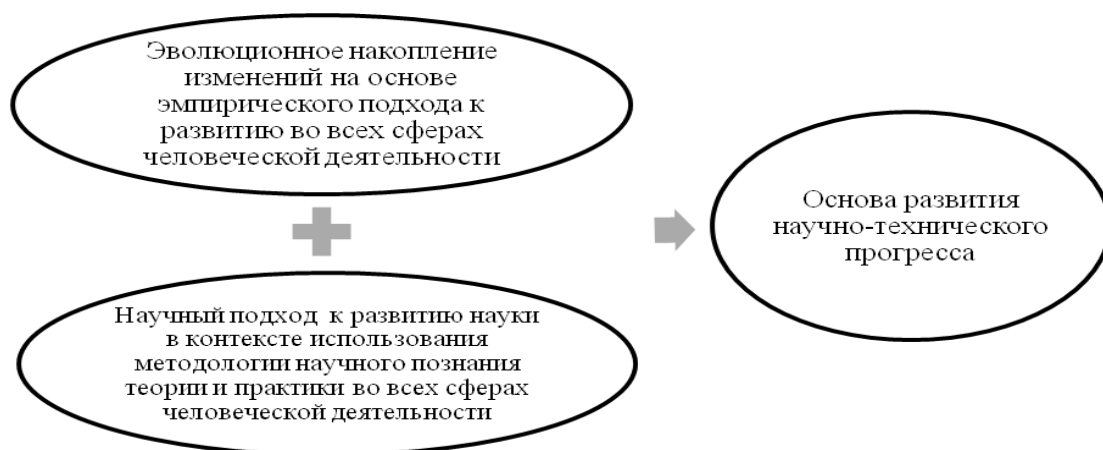 Эволюционное накопление
изменений на основе
эмпирического подхода к
развитию во всех сферах
человеческой деятельности
Научный подход к развитию науки
в контексте использования
методологии научного познания
теории и практики во всех сферах
человеческой деятельности
Основа развития
научно-технического
прогресса